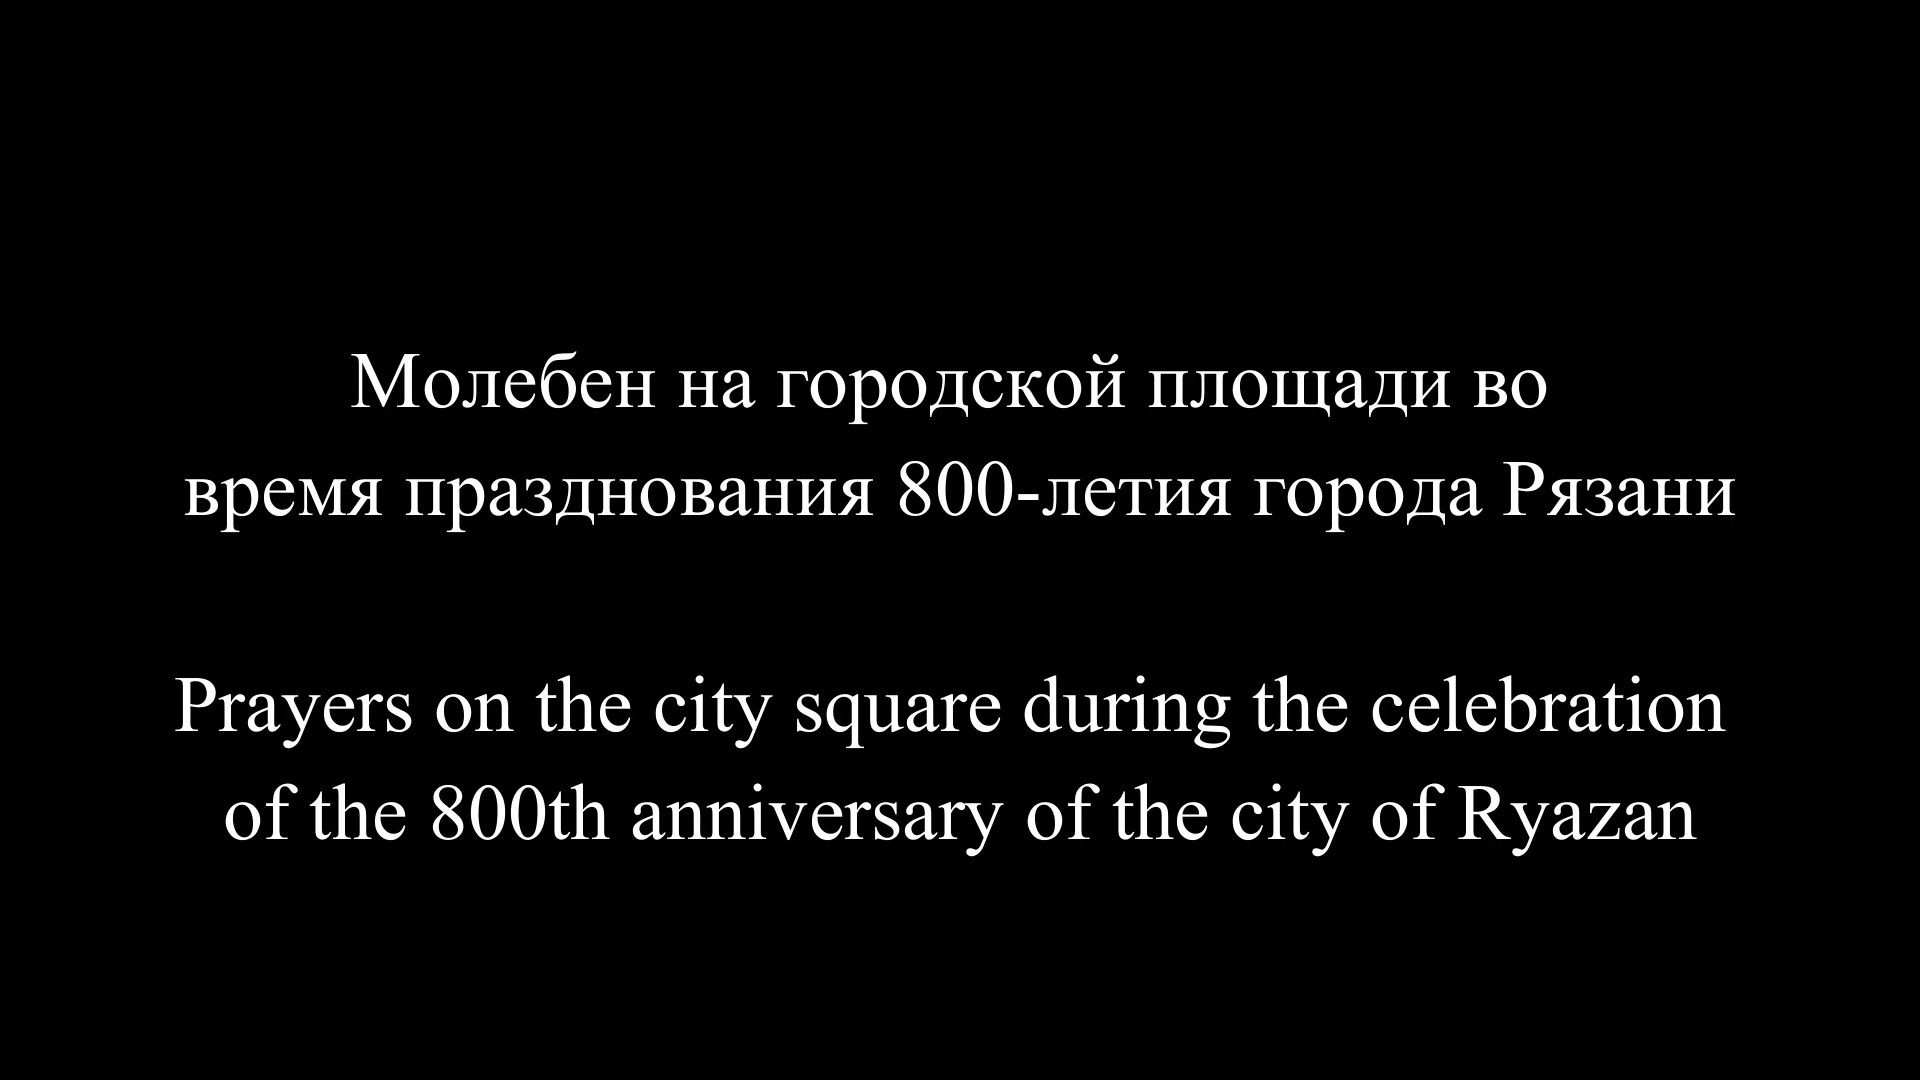 Молебен на городской площади во
время празднования 800-летия города Рязани
Prayers on the city square during the celebration
of the 800th anniversary of the city of Ryazan